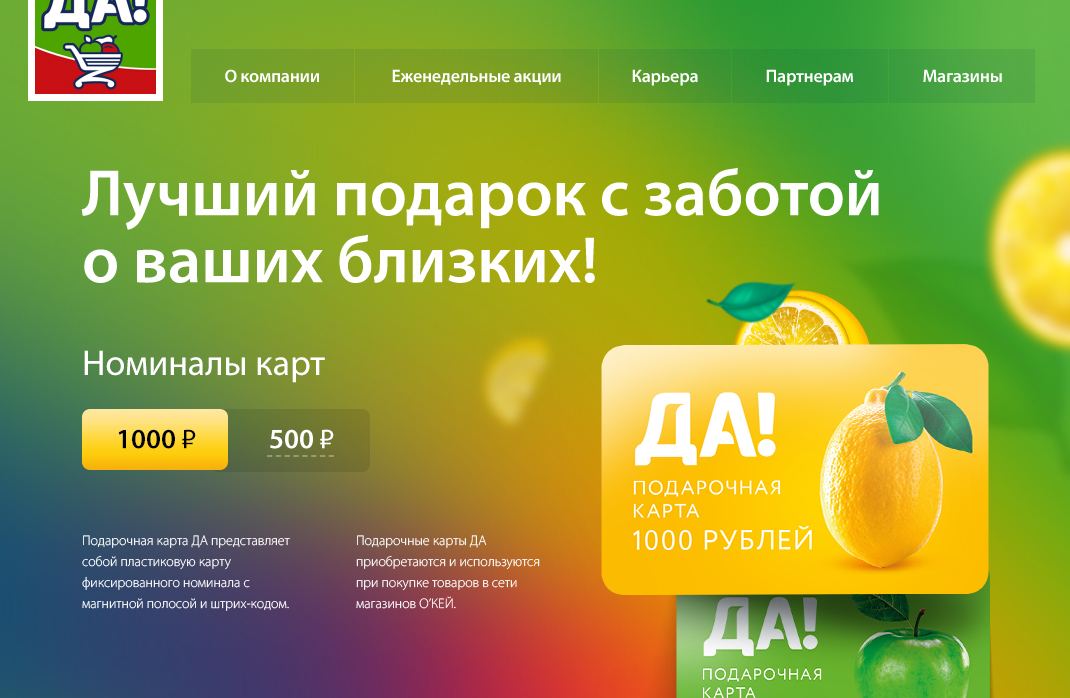 ДА!
О компании
Еженедельные акции
Карьера
Партнерам
Магазины
Лучший подарок с заботой
о ваших близких!
Номиналы карт
1000 ₽
500 ₽
Подарочная карта ДА представляет
собой пластиковую карту
фиксированного номинала с
магнитной полосой и штрих-кодом.
Подарочные карты ДА
приобретаются и используются
при покупке товаров в сети
магазинов О'КЕЙ.
ДА!
ПОДАРОЧНАЯ
КАРТА
1000 РУБЛЕЙ
ДА!
ПОДАРОЧНАЯ
КАРТА